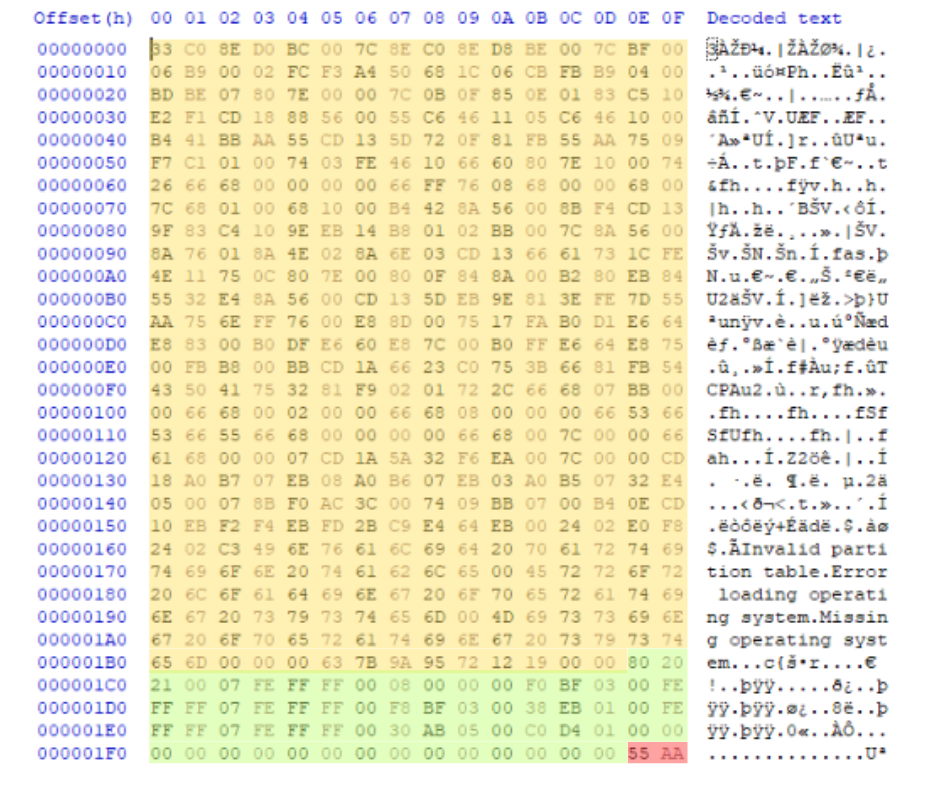 Offset(h) 00 01 02 03 04 05 06 07 08 09 0A 0B 0C 0D 0E 0F Decoded text
00000000 33 C0 8E D0 BC 00 7C 8E C0 8E D8 BE 00 7C BF 00 3ÀŽÐ¼.|ŽÀŽØ¾.|¿.
00000010 06 B9 00 02 FC F3 A4 50 68 1C 06 CB FB B9 04 00 .¹..üó¤Ph..Ëû¹..
00000020 BD BE 07 80 7E 00 00 7C 0B 0F 85 0E 01 83 C5 10 ½¾.€~..|..…..ƒÅ.
00000030 E2 F1 CD 18 88 56 00 55 C6 46 11 05 C6 46 10 00 âñÍ.ˆV.UÆF..ÆF..
00000040 B4 41 BB AA 55 CD 13 5D 72 0F 81 FB 55 AA 75 09 ´A»ªUÍ.]r..ûUªu.
00000050 F7 C1 01 00 74 03 FE 46 10 66 60 80 7E 10 00 74 ÷Á..t.þF.f`€~..t
00000060 26 66 68 00 00 00 00 66 FF 76 08 68 00 00 68 00 &fh....fÿv.h..h.
00000070 7C 68 01 00 68 10 00 B4 42 8A 56 00 8B F4 CD 13 |h..h..´BŠV.‹ôÍ.
00000080 9F 83 C4 10 9E EB 14 B8 01 02 BB 00 7C 8A 56 00 ŸƒÄ.žë.¸..».|ŠV.
00000090 8A 76 01 8A 4E 02 8A 6E 03 CD 13 66 61 73 1C FE Šv.ŠN.Šn.Í.fas.þ
000000A0 4E 11 75 0C 80 7E 00 80 0F 84 8A 00 B2 80 EB 84 N.u.€~.€.„Š.²€ë„
000000B0 55 32 E4 8A 56 00 CD 13 5D EB 9E 81 3E FE 7D 55 U2äŠV.Í.]ëž.>þ}U
000000C0 AA 75 6E FF 76 00 E8 8D 00 75 17 FA B0 D1 E6 64 ªunÿv.è..u.ú°Ñæd
000000D0 E8 83 00 B0 DF E6 60 E8 7C 00 B0 FF E6 64 E8 75 èƒ.°ßæ`è|.°ÿædèu
000000E0 00 FB B8 00 BB CD 1A 66 23 C0 75 3B 66 81 FB 54 .û¸.»Í.f#Àu;f.ûT
000000F0 43 50 41 75 32 81 F9 02 01 72 2C 66 68 07 BB 00 CPAu2.ù..r,fh.».
00000100 00 66 68 00 02 00 00 66 68 08 00 00 00 66 53 66 .fh....fh....fSf
00000110 53 66 55 66 68 00 00 00 00 66 68 00 7C 00 00 66 SfUfh....fh.|..f
00000120 61 68 00 00 07 CD 1A 5A 32 F6 EA 00 7C 00 00 CD ah...Í.Z2öê.|..Í
00000130 18 A0 B7 07 EB 08 A0 B6 07 EB 03 A0 B5 07 32 E4 . ·.ë. ¶.ë. µ.2ä
00000140 05 00 07 8B F0 AC 3C 00 74 09 BB 07 00 B4 0E CD ...‹ð¬<.t.»..´.Í
00000150 10 EB F2 F4 EB FD 2B C9 E4 64 EB 00 24 02 E0 F8 .ëòôëý+Éädë.$.àø
00000160 24 02 C3 49 6E 76 61 6C 69 64 20 70 61 72 74 69 $.ÃInvalid parti
00000170 74 69 6F 6E 20 74 61 62 6C 65 00 45 72 72 6F 72 tion table.Error
00000180 20 6C 6F 61 64 69 6E 67 20 6F 70 65 72 61 74 69 loading operati
00000190 6E 67 20 73 79 73 74 65 6D 00 4D 69 73 73 69 6E ng system.Missin
000001A0 67 20 6F 70 65 72 61 74 69 6E 67 20 73 79 73 74 g operating syst
000001B0 65 6D 00 00 00 63 7B 9A 95 72 12 19 00 00 80 20 em...c{š•r....€
000001C0 21 00 07 FE FF FF 00 08 00 00 00 F0 BF 03 00 FE !..þÿÿ.....ð¿..þ
000001D0 FF FF 07 FE FF FF 00 F8 BF 03 00 38 EB 01 00 FE ÿÿ.þÿÿ.ø¿..8ë..þ
000001E0 FF FF 07 FE FF FF 00 30 AB 05 00 C0 D4 01 00 00 ÿÿ.þÿÿ.0«..ÀÔ...
000001F0 00 00 00 00 00 00 00 00 00 00 00 00 00 00 55 AA ..............Uª